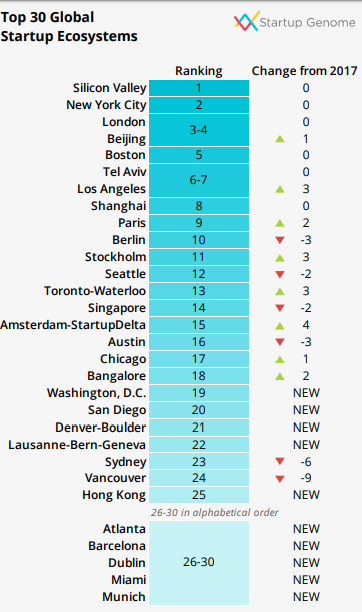 Top 30 Global
Startup Ecosystems
Startup Genome
Ranking Change from 2017
Silicon Valley 1 0
New York City 2 0
London 0
3-4
Beijing 1
Boston 5 0
Tel Aviv 0
6-7
Los Angeles 3
Shanghai 8 0
Paris 9 2
Berlin 10 -3
Stockholm 11 3
Seattle 12 -2
Toronto-Waterloo 13 3
Singapore 14 -2
Amsterdam-StartupDelta 15 4
Austin 16 -3
Chicago 17 1
Bangalore 18 2
Washington, D.C. 19 NEW
San Diego 20 NEW
Denver-Boulder 21 NEW
Lausanne-Bern-Geneva 22 NEW
Sydney 23 -6
Vancouver 24 -9
Hong Kong 25 NEW
26-30 in alphabetical order
Atlanta NEW
Barcelona NEW
Dublin 26-30 NEW
Miami NEW
Munich NEW